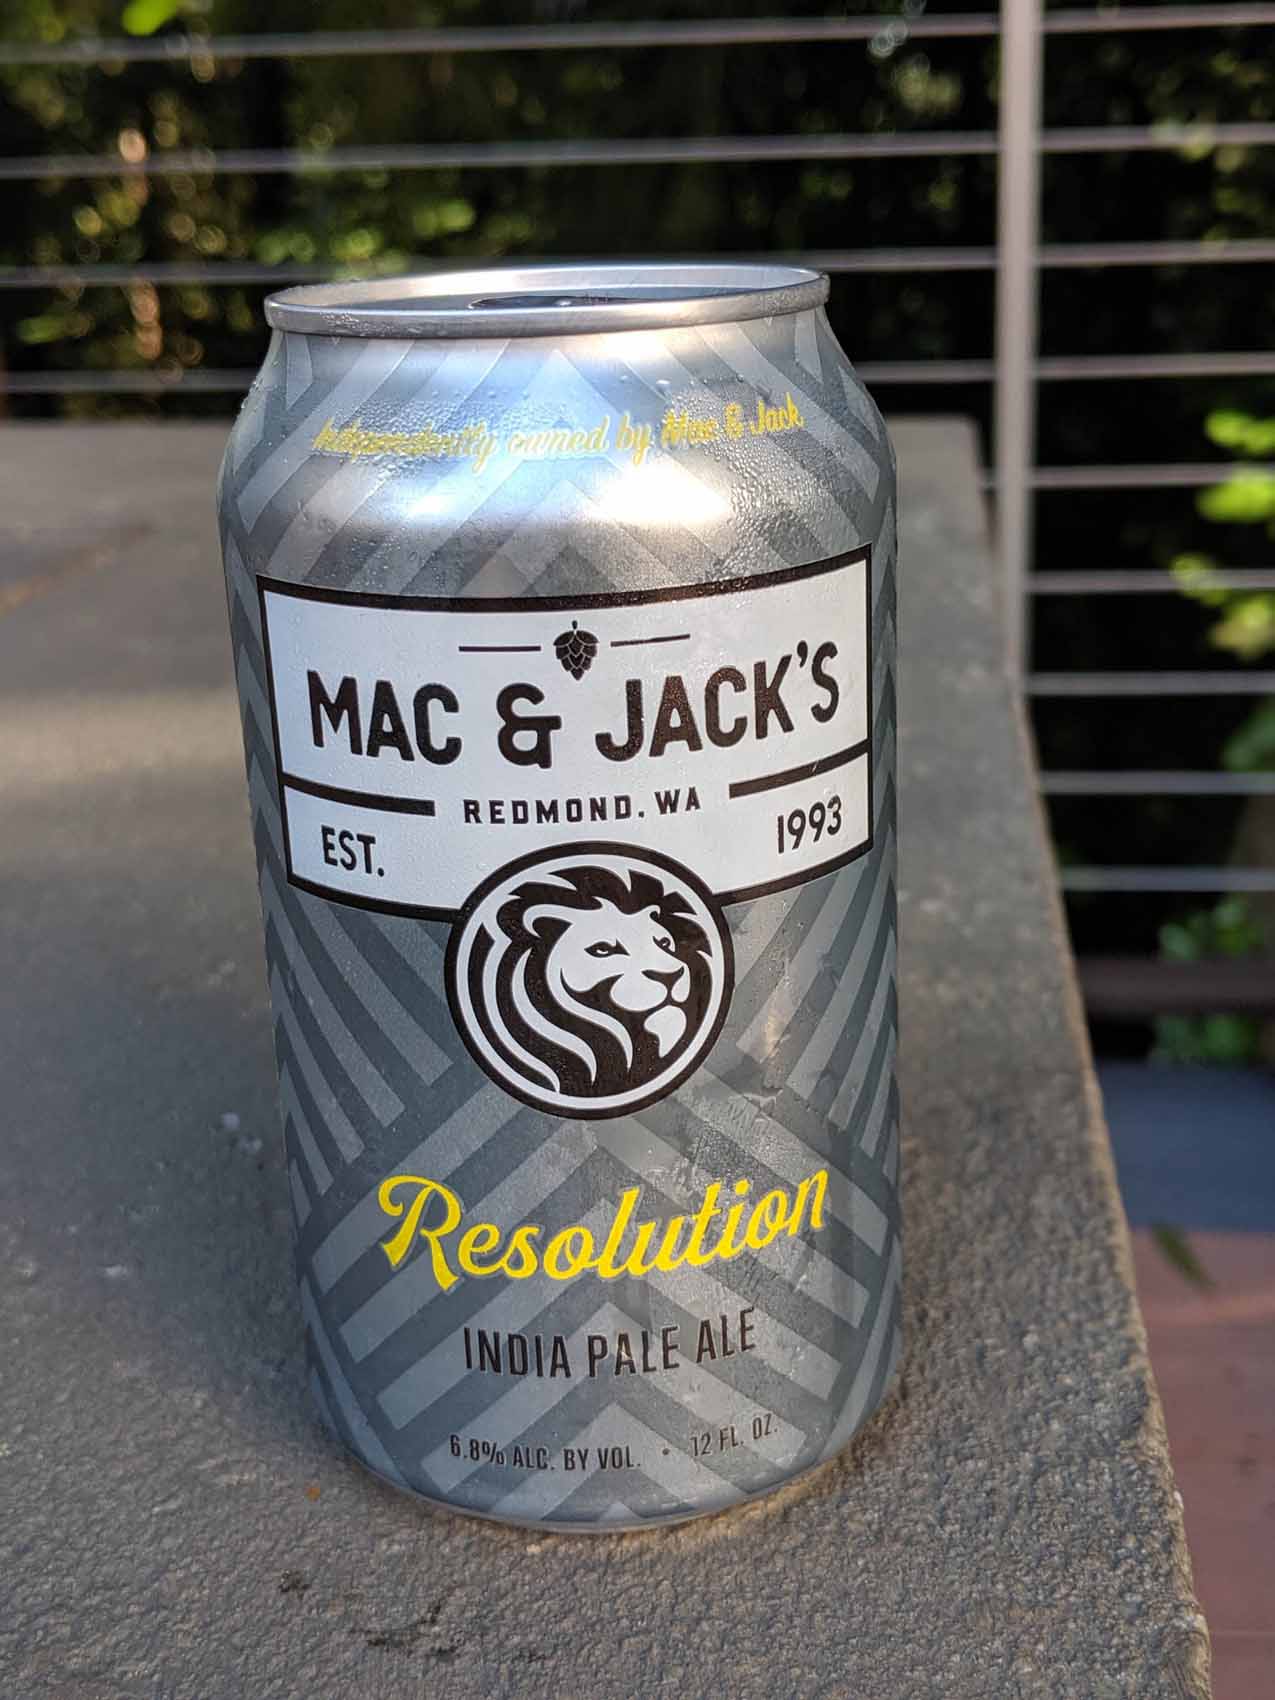 Independently owned by Mac & Jack
MAC & JACK'S
REDMOND, WA
EST. 1993
Resolution
INDIA PALE ALE
6.8% ALC. BY VOL. • 12 FL. OZ.